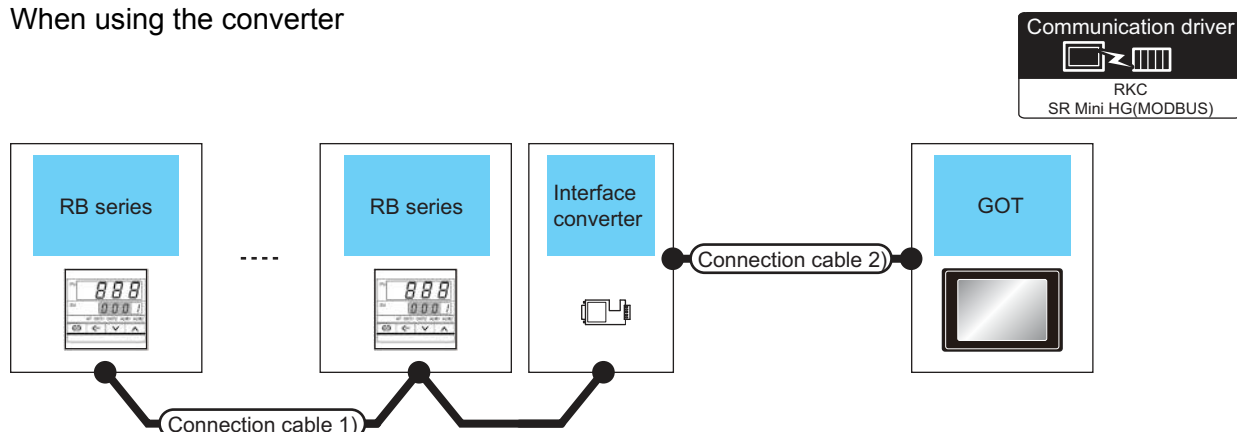 When using the converter
Communication driver
RKC
SR Mini HG(MODBUS)
RB series
RB series
Interface
converter
GOT
Connection cable 2)
Connection cable 1)